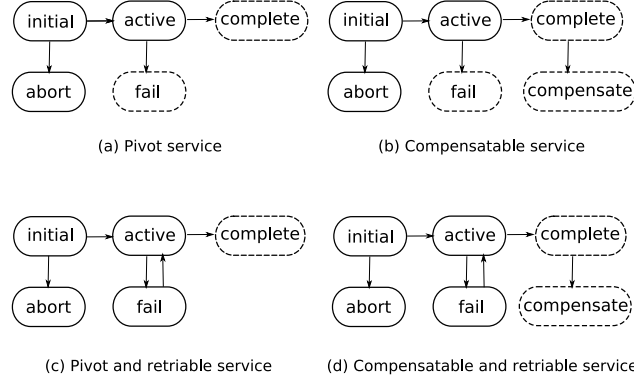 initial active complete
abort fail
(a) Pivot service
initial active complete
abort fail compensate
(b) Compensatable service
initial active complete
abort fail
(c) Pivot and retriable service
initial active complete
abort fail compensate
(d) Compensatable and retriable service